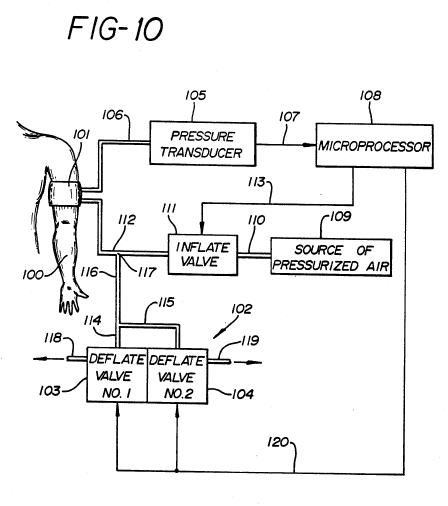 FIG-10
105
108
101
106
107
PRESSURE
TRANSDUCER
MICROPROCESSOR
113
109
111
110
112
INFLATE
VALVE
SOURCE OF
PRESSURIZED AIR
100
116
117
115
102
114
118
119
DEFLATE
VALVE
NO. 1
DEFLATE
VALVE
NO. 2
103
104
120